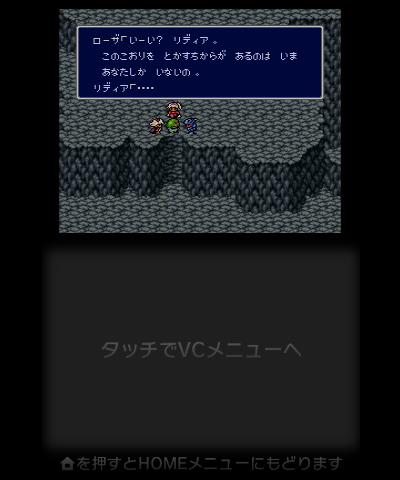 ローザ「いーい? リディア。
このこおりを とかすちからが あるのは いま
あなたしか いないの。
リディア「‥‥
タッチでVCメニューへ
を押すとHOMEメニューにもどります